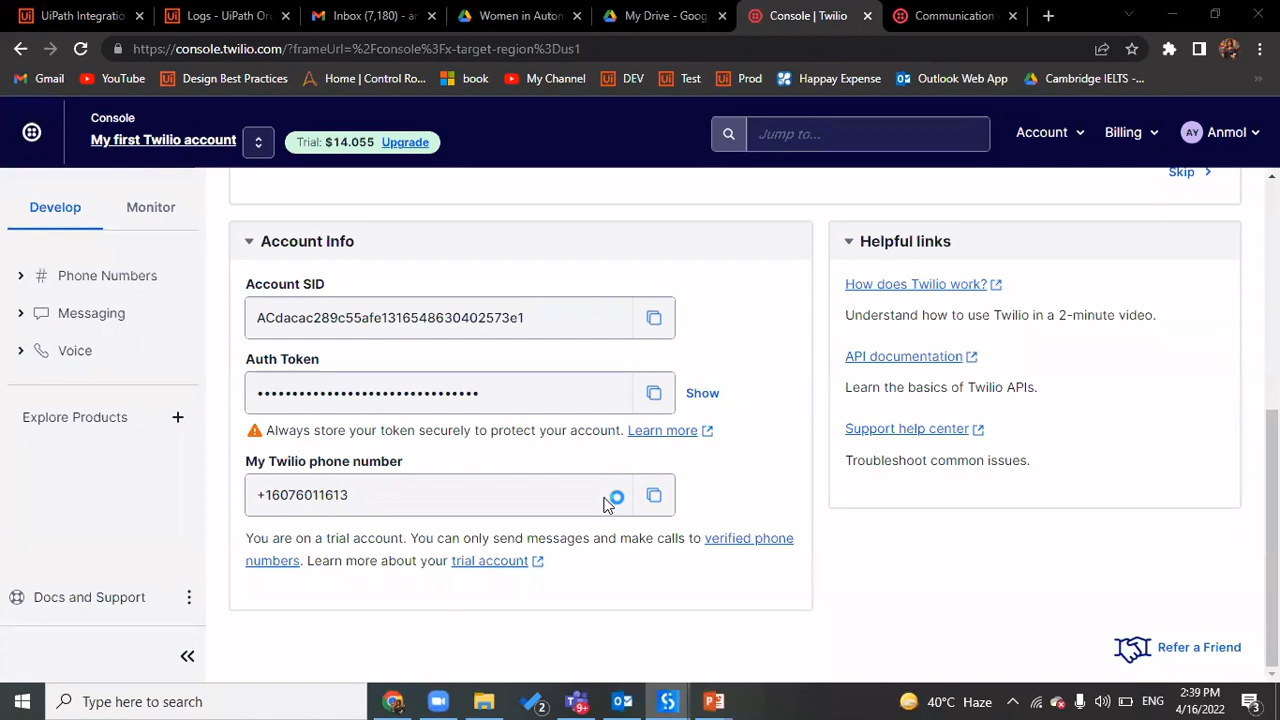 UiPath Integratio
Logs - UiPath Or
Inbox (7,180) - ar
Women in Autom
My Drive - Goog
Console | Twilio
Communication
https://console.twilio.com/?frameUrl=%2Fconsole%3Fx-target-region%3Dus1
Gmail
YouTube
Design Best Practices
Home | Control Ro...
book
My Channel
DEV
Test
Prod
Happay Expense
Outlook Web App
Cambridge IELTS -...
Console
My first Twilio account
Trial: $14.055 Upgrade
Jump to...
Account
Billing
AY Anmol
Skip
Develop
Monitor
Phone Numbers
Messaging
Voice
Explore Products
Docs and Support
Account Info
Account SID
ACdacac289c55afe1316548630402573e1
Auth Token
••••••••••••••••••••••••••••••••
Show
Always store your token securely to protect your account. Learn more
My Twilio phone number
+16076011613
You are on a trial account. You can only send messages and make calls to verified phone
numbers. Learn more about your trial account
Helpful links
How does Twilio work?
Understand how to use Twilio in a 2-minute video.
API documentation
Learn the basics of Twilio APIs.
Support help center
Troubleshoot common issues.
Refer a Friend
Type here to search
2
9+
40°C Haze
ENG
2:39 PM
4/16/2022
3